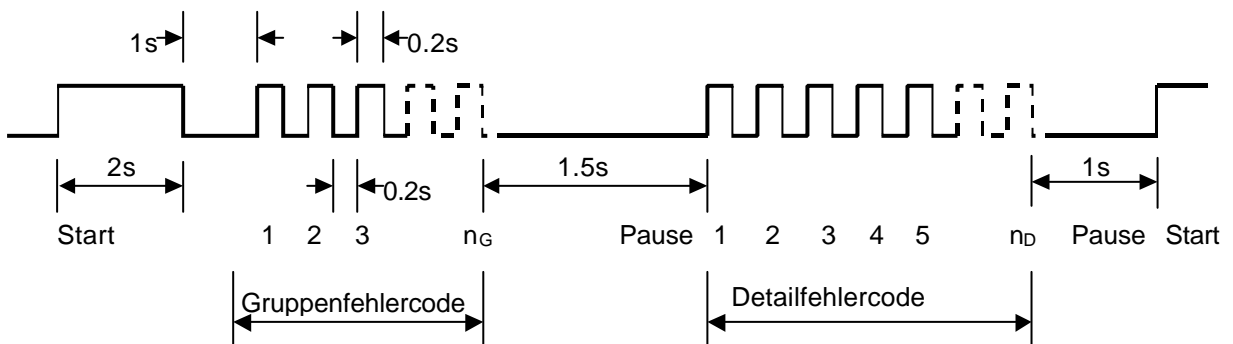 1s 0.2s
2s 0.2s 1.5s 1s
Start 1 2 3 nG Pause 1 2 3 4 5 nD Pause Start
Gruppenfehlercode Detailfehlercode